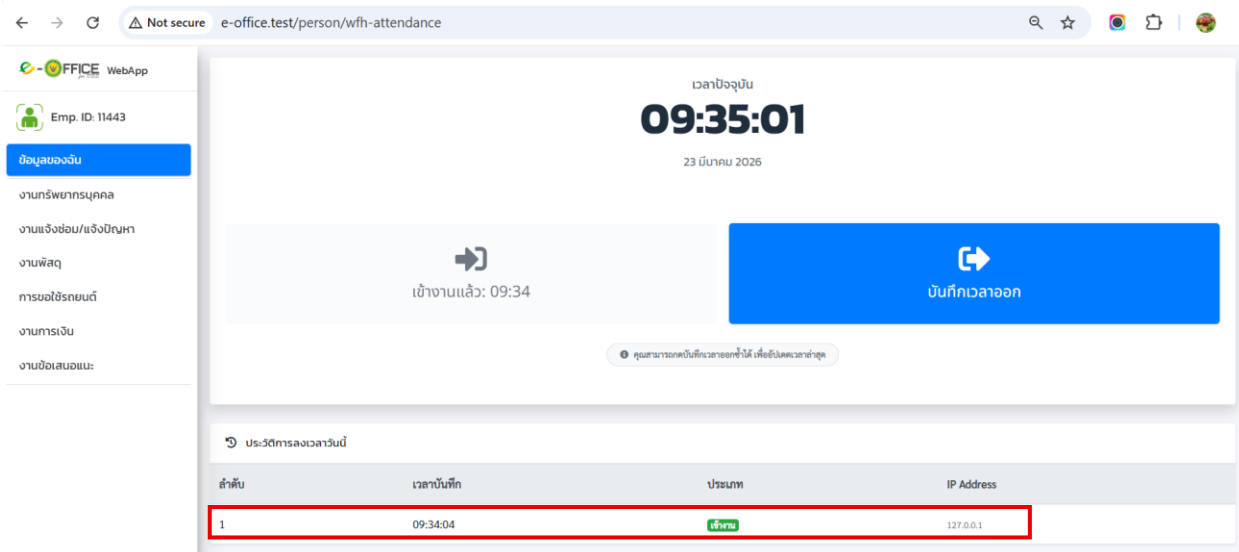 Not secure e-office.test/person/wfh-attendance
e-OFFICE WebApp
Emp. ID: 11443
ข้อมูลของฉัน
งานทรัพยากรบุคคล
งานแจ้งซ่อม/แจ้งปัญหา
งานพัสดุ
การขอใช้รถยนต์
งานการเงิน
งานข้อเสนอแนะ
เวลาปัจจุบัน
09:35:01
23 มีนาคม 2026
เข้างานแล้ว: 09:34
บันทึกเวลาออก
คุณสามารถกดบันทึกเวลาออกซ้ำได้ เพื่ออัปเดตเวลาล่าสุด
ประวัติการลงเวลาวันนี้
ลำดับ เวลาบันทึก ประเภท IP Address
1 09:34:04 เข้างาน 127.0.0.1